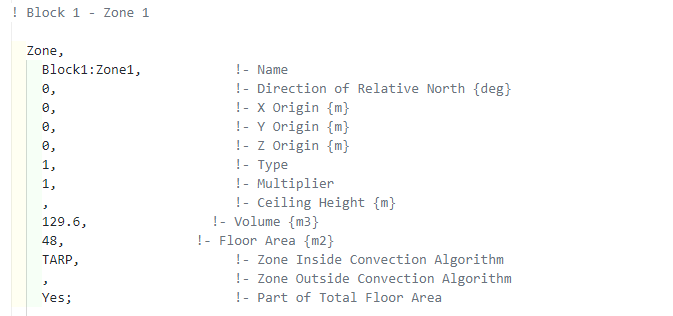 ! Block 1 - Zone 1
Zone,
Block1:Zone1, !- Name
0, !- Direction of Relative North {deg}
0, !- X Origin {m}
0, !- Y Origin {m}
0, !- Z Origin {m}
1, !- Type
1, !- Multiplier
, !- Ceiling Height {m}
129.6, !- Volume {m3}
48, !- Floor Area {m2}
TARP, !- Zone Inside Convection Algorithm
, !- Zone Outside Convection Algorithm
Yes; !- Part of Total Floor Area